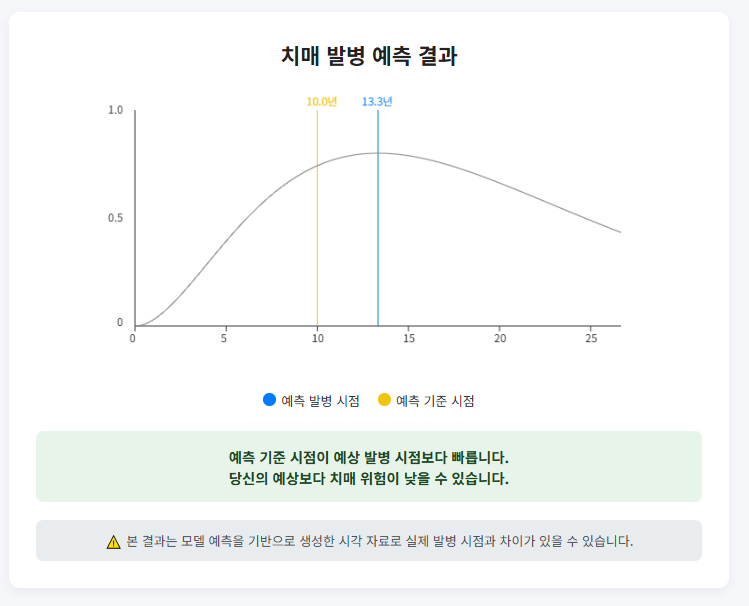 치매 발병 예측 결과
10.0년 13.3년
1.0
0.5
0
0 5 10 15 20 25
예측 발병 시점 예측 기준 시점
예측 기준 시점이 예상 발병 시점보다 빠릅니다.
당신의 예상보다 치매 위험이 낮을 수 있습니다.
⚠ 본 결과는 모델 예측을 기반으로 생성한 시각 자료로 실제 발병 시점과 차이가 있을 수 있습니다.